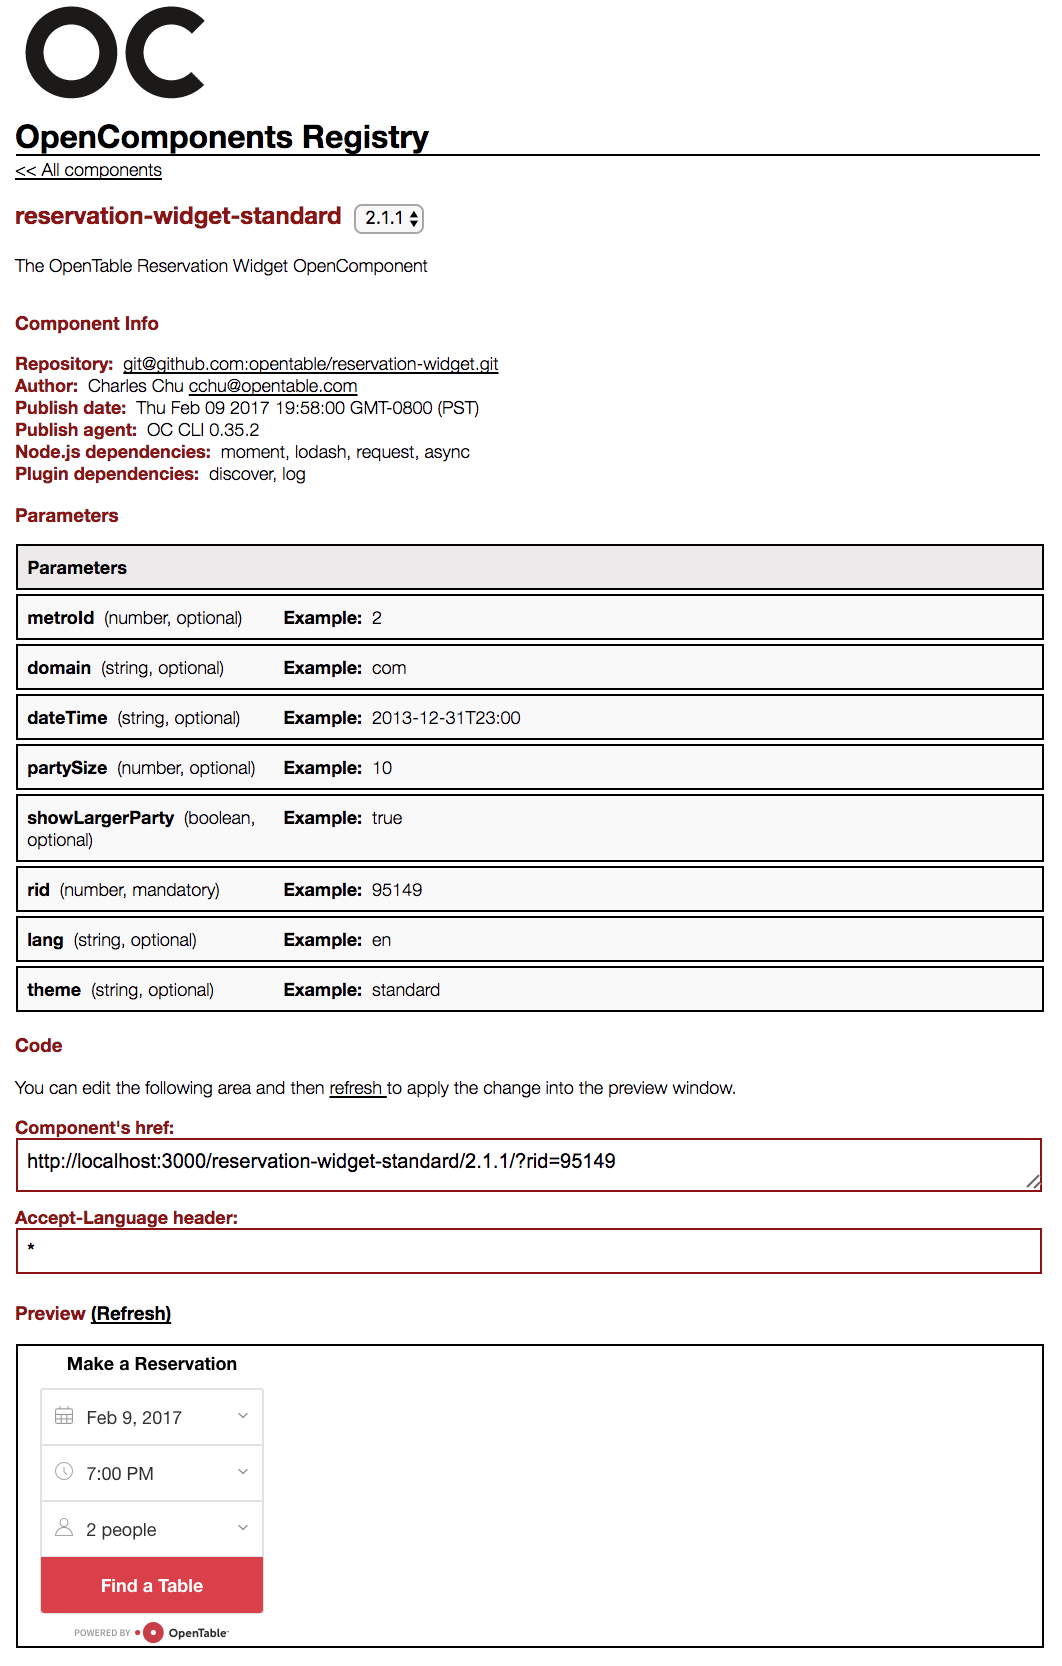 OC
OpenComponents Registry
<< All components
reservation-widget-standard 2.1.1
The OpenTable Reservation Widget OpenComponent
Component Info
Repository: git@github.com:opentable/reservation-widget.git
Author: Charles Chu cchu@opentable.com
Publish date: Thu Feb 09 2017 19:58:00 GMT-0800 (PST)
Publish agent: OC CLI 0.35.2
Node.js dependencies: moment, lodash, request, async
Plugin dependencies: discover, log
Parameters
Parameters
metroId (number, optional) Example: 2
domain (string, optional) Example: com
dateTime (string, optional) Example: 2013-12-31T23:00
partySize (number, optional) Example: 10
showLargerParty (boolean, Example: true
optional)
rid (number, mandatory) Example: 95149
lang (string, optional) Example: en
theme (string, optional) Example: standard
Code
You can edit the following area and then refresh to apply the change into the preview window.
Component's href:
http://localhost:3000/reservation-widget-standard/2.1.1/?rid=95149
Accept-Language header:
*
Preview (Refresh)
Make a Reservation
Feb 9, 2017
7:00 PM
2 people
Find a Table
POWERED BY OpenTable